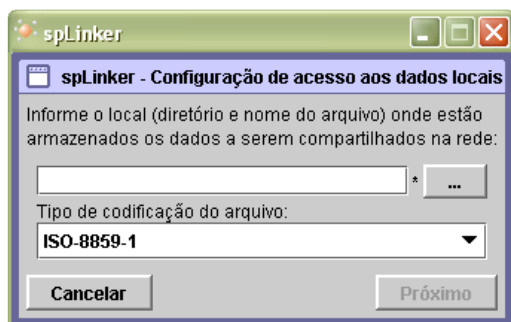 spLinker
spLinker - Configuração de acesso aos dados locais
Informe o local (diretório e nome do arquivo) onde estão
armazenados os dados a serem compartilhados na rede:
* ...
Tipo de codificação do arquivo:
ISO-8859-1
Cancelar Próximo